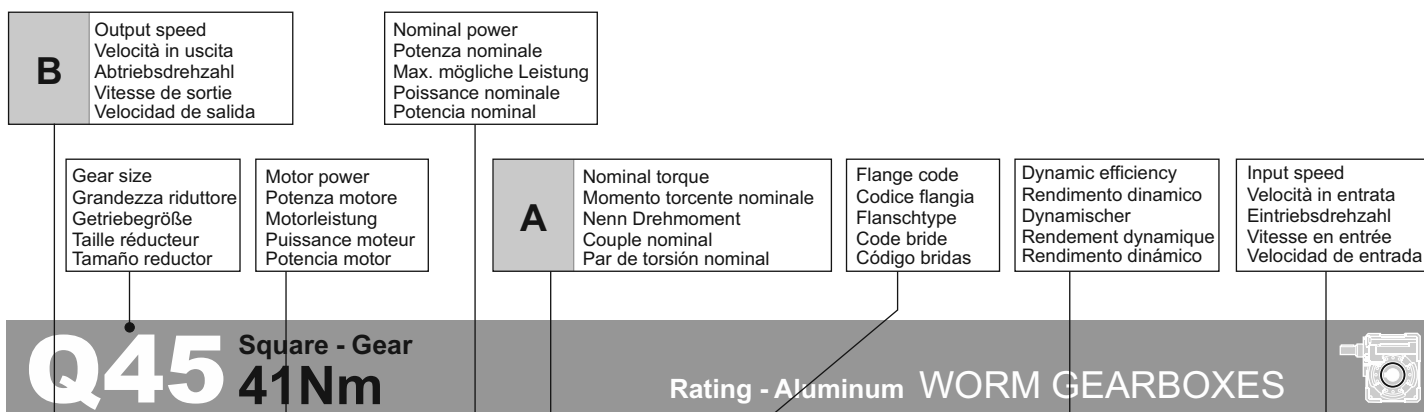 B
Output speed
Velocità in uscita
Abtriebsdrehzahl
Vitesse de sortie
Velocidad de salida
Nominal power
Potenza nominale
Max. mögliche Leistung
Poissance nominale
Potencia nominal
Gear size
Grandezza riduttore
Getriebegröße
Taille réducteur
Tamaño reductor
Motor power
Potenza motore
Motorleistung
Puissance moteur
Potencia motor
A
Nominal torque
Momento torcente nominale
Nenn Drehmoment
Couple nominal
Par de torsión nominal
Flange code
Codice flangia
Flanschtype
Code bride
Código bridas
Dynamic efficiency
Rendimento dinamico
Dynamischer
Rendement dynamique
Rendimento dinámico
Input speed
Velocità in entrata
Eintriebsdrehzahl
Vitesse en entrée
Velocidad de entrada
Q45
Square - Gear
41Nm
Rating - Aluminum WORM GEARBOXES